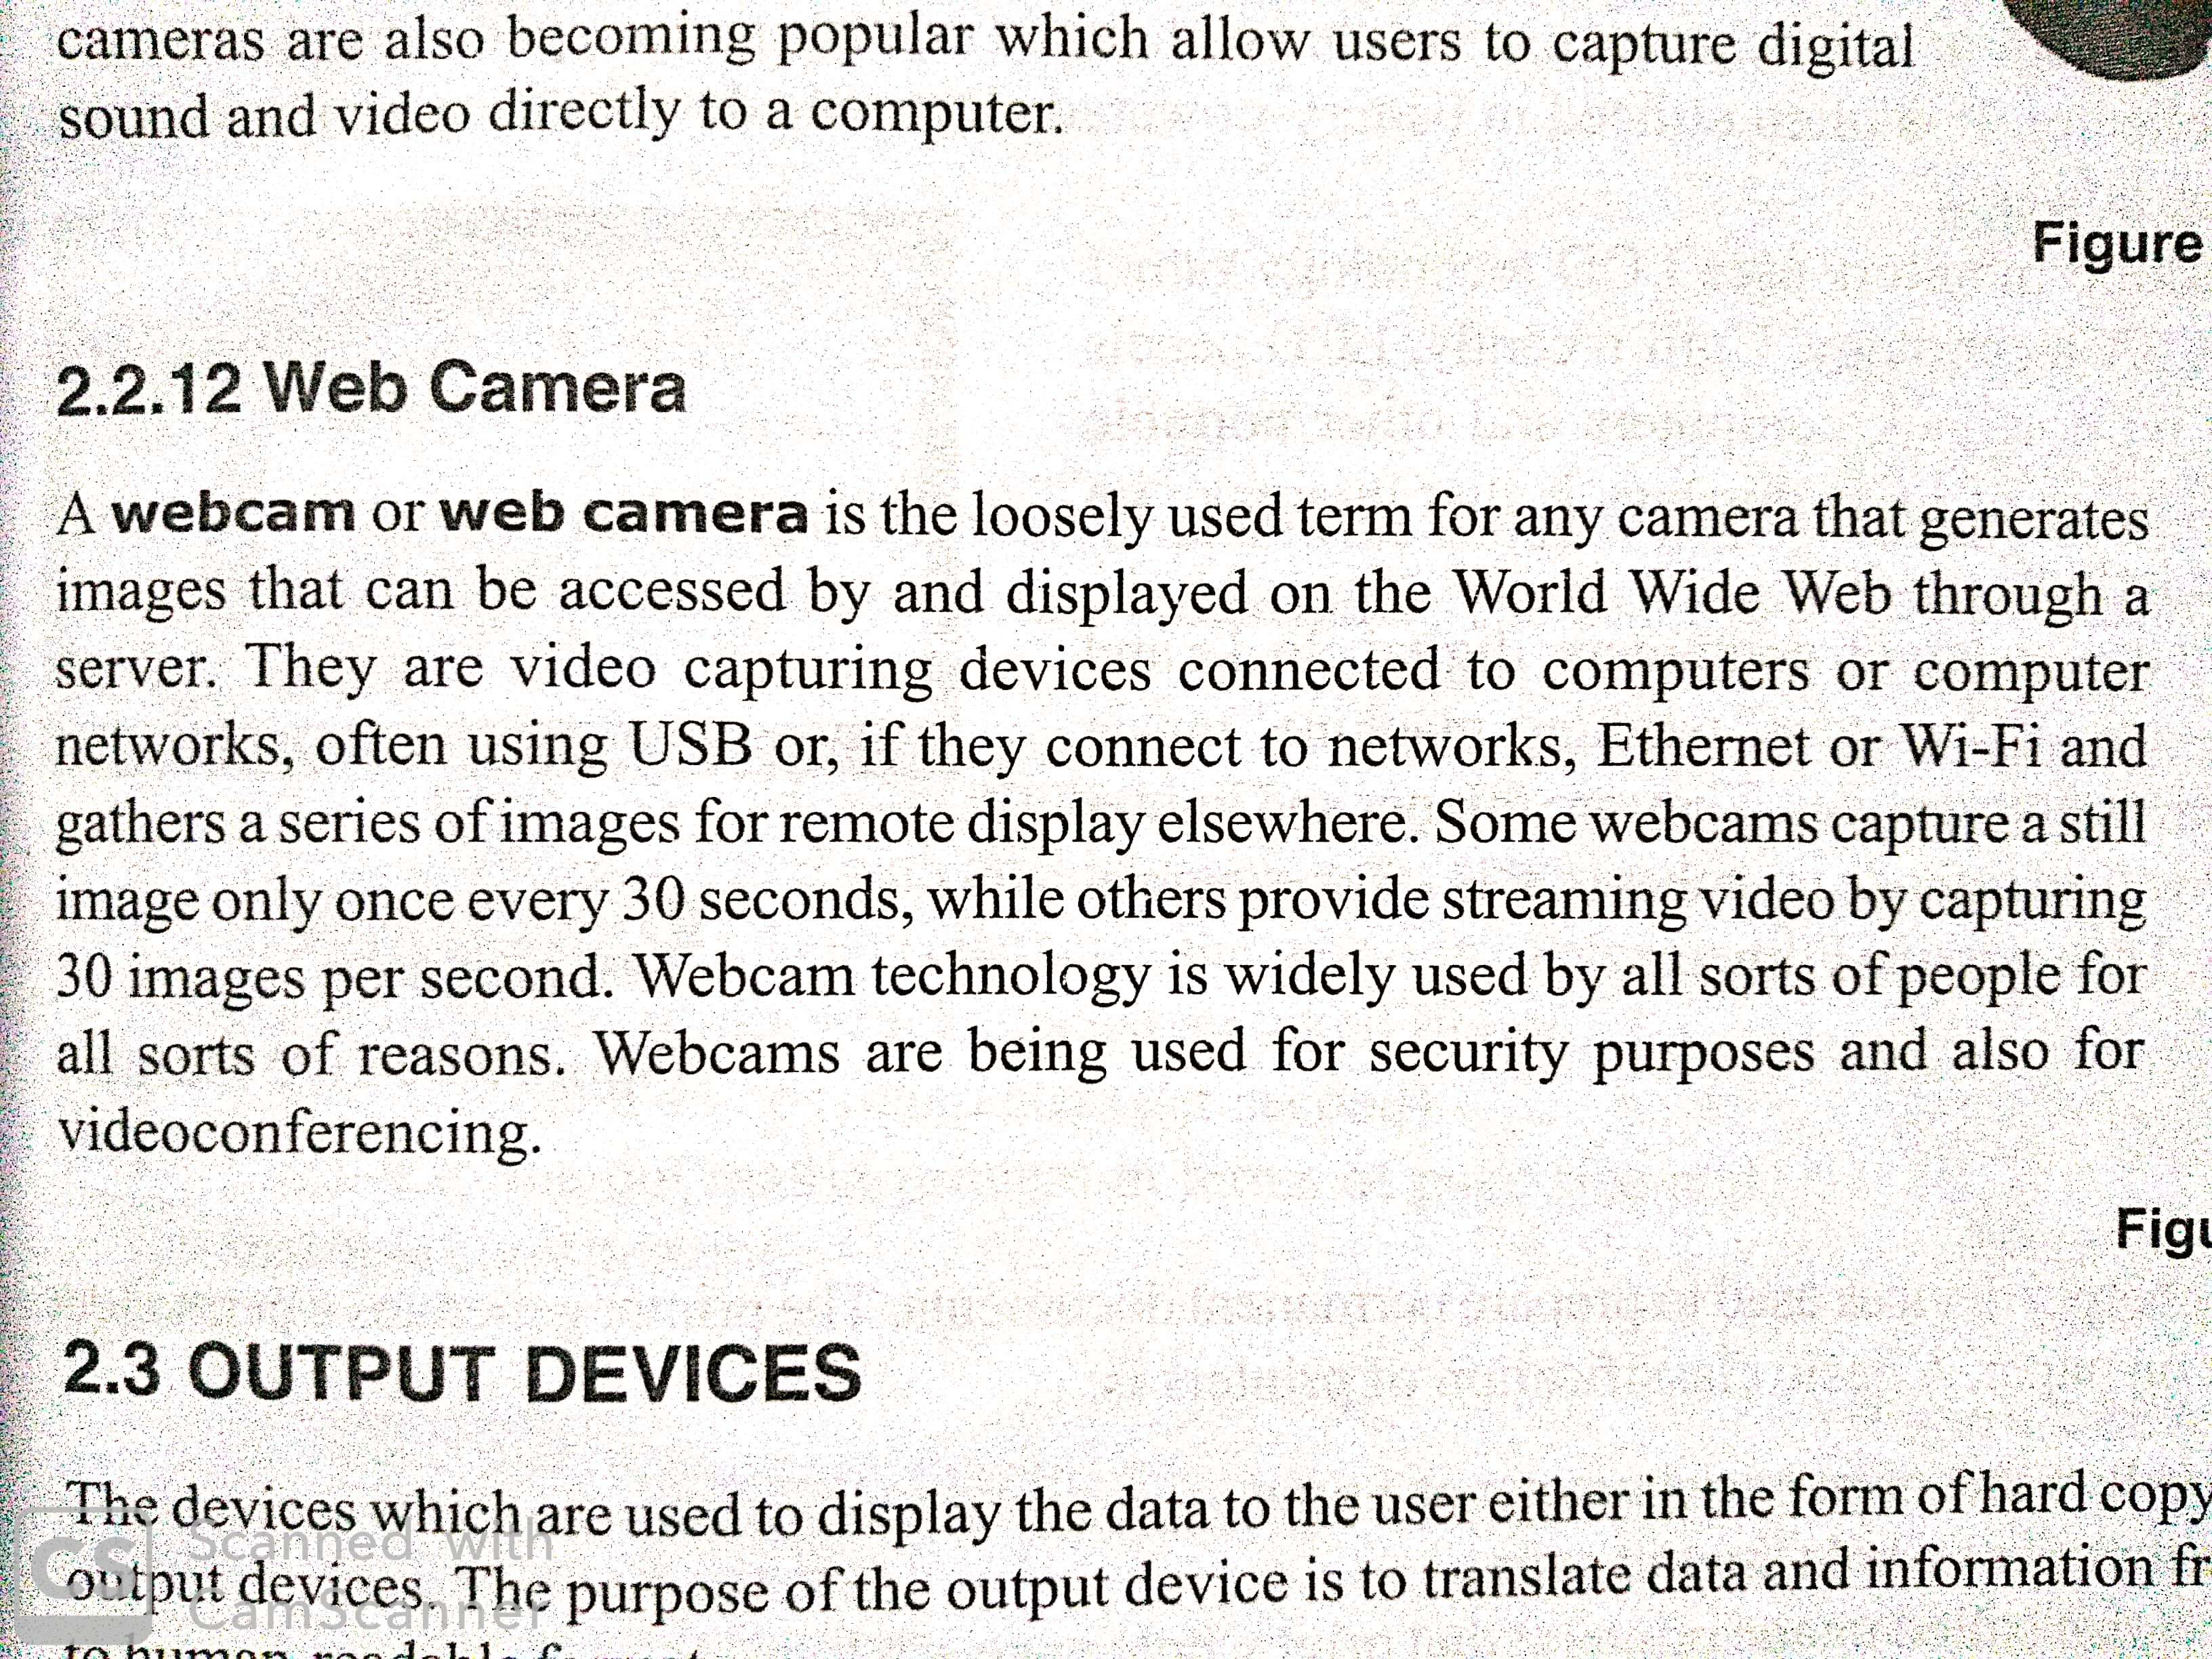 cameras are also becoming popular which allow users to capture digital
sound and video directly to a computer.
Figure
2.2.12 Web Camera
A webcam or web camera is the loosely used term for any camera that generates
images that can be accessed by and displayed on the World Wide Web through a
server. They are video capturing devices connected to computers or computer
networks, often using USB or, if they connect to networks, Ethernet or Wi-Fi and
gathers a series of images for remote display elsewhere. Some webcams capture a still
image only once every 30 seconds, while others provide streaming video by capturing
30 images per second. Webcam technology is widely used by all sorts of people for
all sorts of reasons. Webcams are being used for security purposes and also for
videoconferencing.
2.3 OUTPUT DEVICES
The devices which are used to display the data to the user either in the form of hard copy
output devices. The purpose of the output device is to translate data and information
to human
CS Scanned with
CamScanner